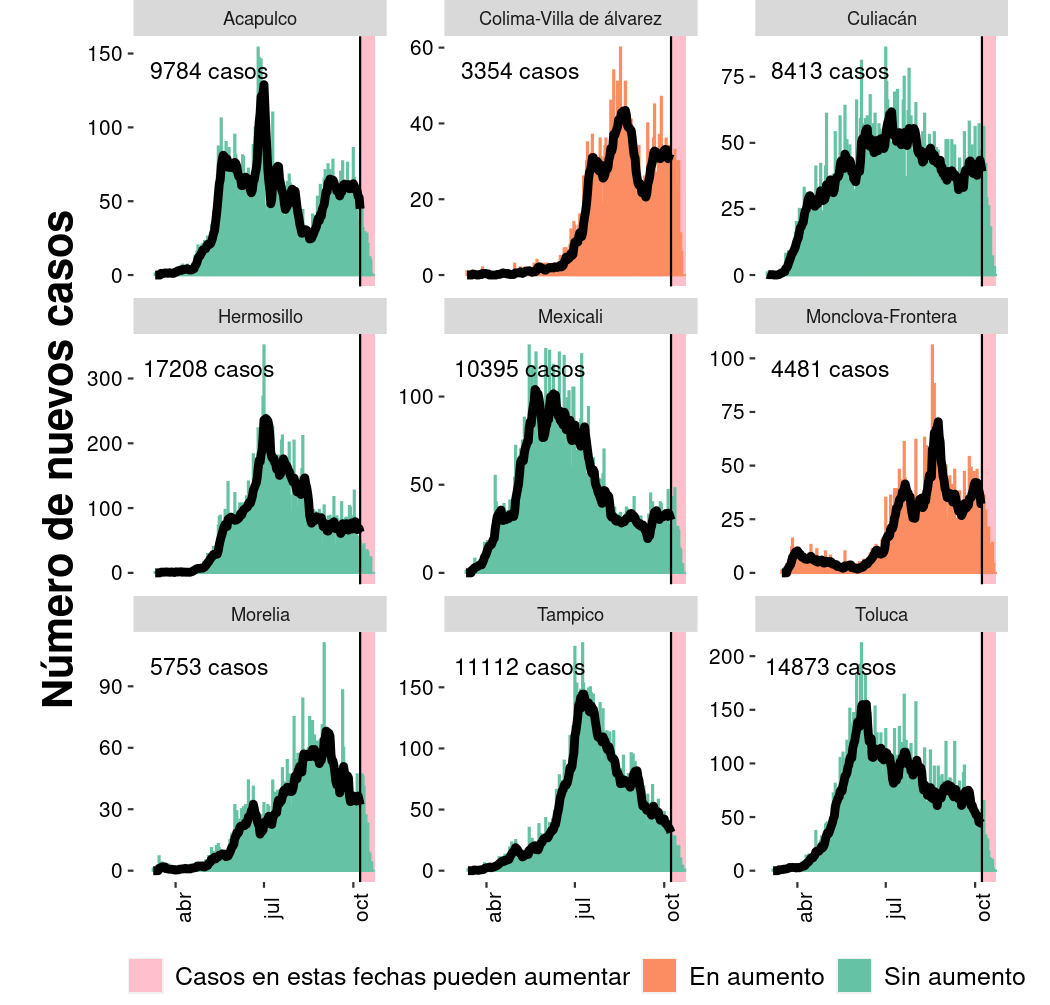 Número de nuevos casos
Acapulco
Colima-Villa de álvarez
Culiacán
150
100
50
0
9784 casos
60
40
20
0
3354 casos
75
50
25
0
8413 casos
Hermosillo
Mexicali
Monclova-Frontera
300
200
100
0
17208 casos
100
50
0
10395 casos
100
75
50
25
0
4481 casos
Morelia
Tampico
Toluca
90
60
30
0
5753 casos
150
100
50
0
11112 casos
200
150
100
50
0
14873 casos
abr
jul
oct
abr
jul
oct
abr
jul
oct
Casos en estas fechas pueden aumentar
En aumento
Sin aumento